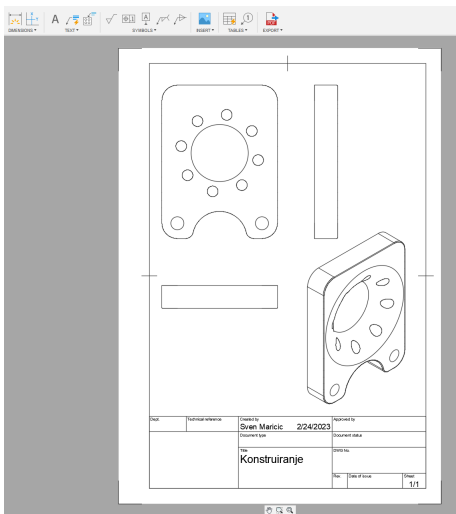 DIMENSIONS▼
TEXT▼
SYMBOLS▼
INSERT▼
TABLES▼
EXPORT▼
A
A
1
PDF
Dept.
Technical reference
Created by
Approved by
Sven Maricic 2/24/2023
Document type
Document status
Title
DWG No.
Konstruiranje
Rev.
Date of issue
Sheet
1/1